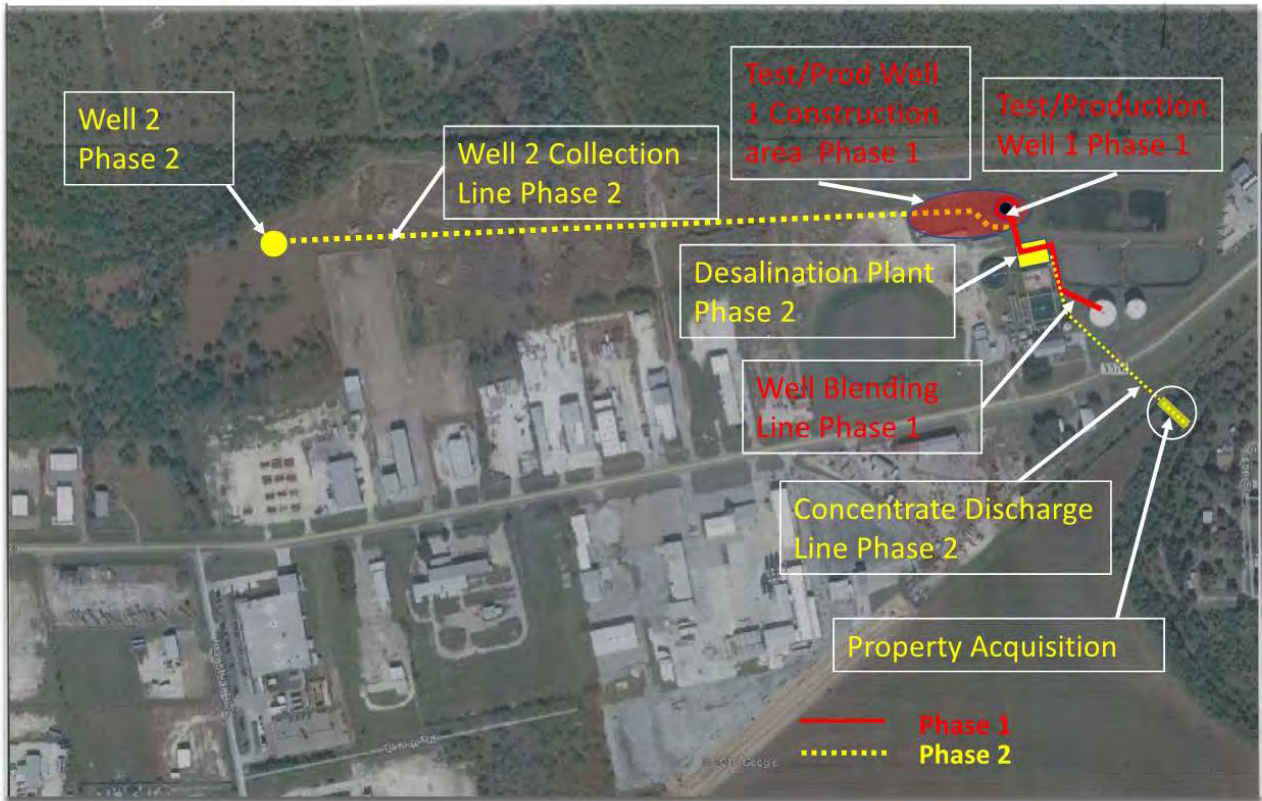 Well 2
Phase 2
Well 2 Collection
Line Phase 2
Test/Prod Well
1 Construction
area Phase 1
Test/Production
Well 1 Phase 1
Desalination Plant
Phase 2
Well Blending
Line Phase 1
Concentrate Discharge
Line Phase 2
Property Acquisition
Phase 1
Phase 2
Google